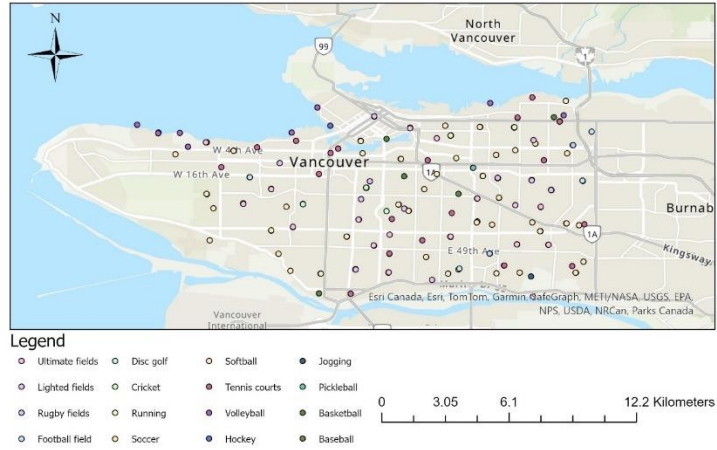 N
North
Vancouver
99
1
W 4th Ave
Vancouver
W 16th Ave
1A
Burnab
1A
E 49th Ave
Kingsway
Esri Canada, Esri, TomTom, Garmin, SafeGraph, METI/NASA, USGS, EPA,
NPS, USDA, NRCan, Parks Canada
Vancouver
International
Legend
Ultimate fields
Disc golf
Softball
Jogging
Lighted fields
Cricket
Tennis courts
Pickleball
Rugby fields
Running
Volleyball
Basketball
Football field
Soccer
Hockey
Baseball
0
3.05
6.1
12.2 Kilometers